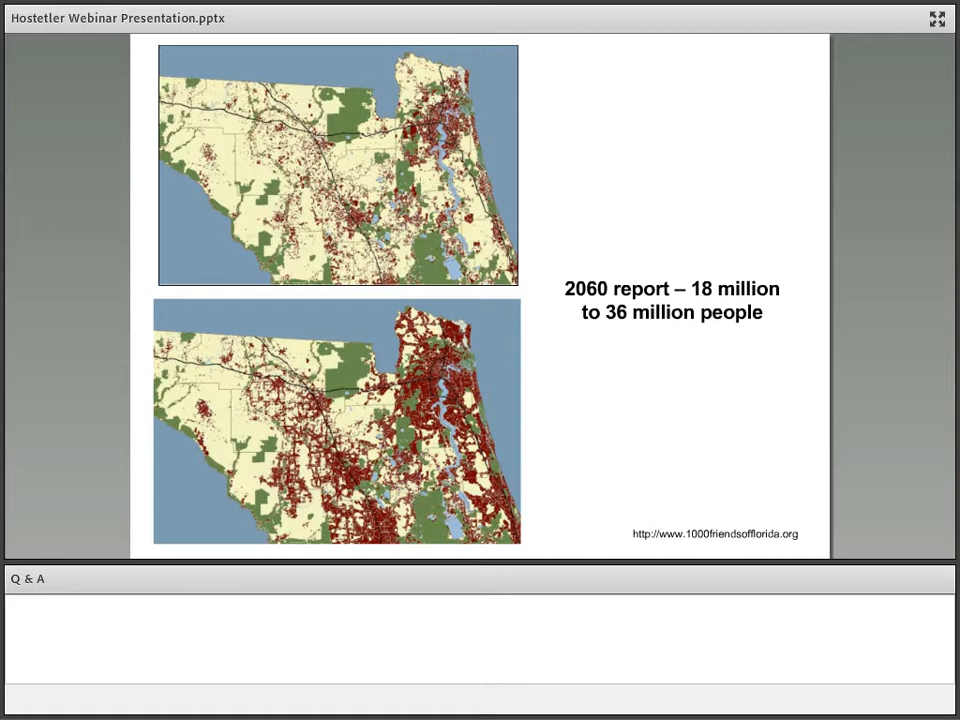 Hostetler Webinar Presentation.pptx
2060 report – 18 million
to 36 million people
http://www.1000friendsofflorida.org
Q & A